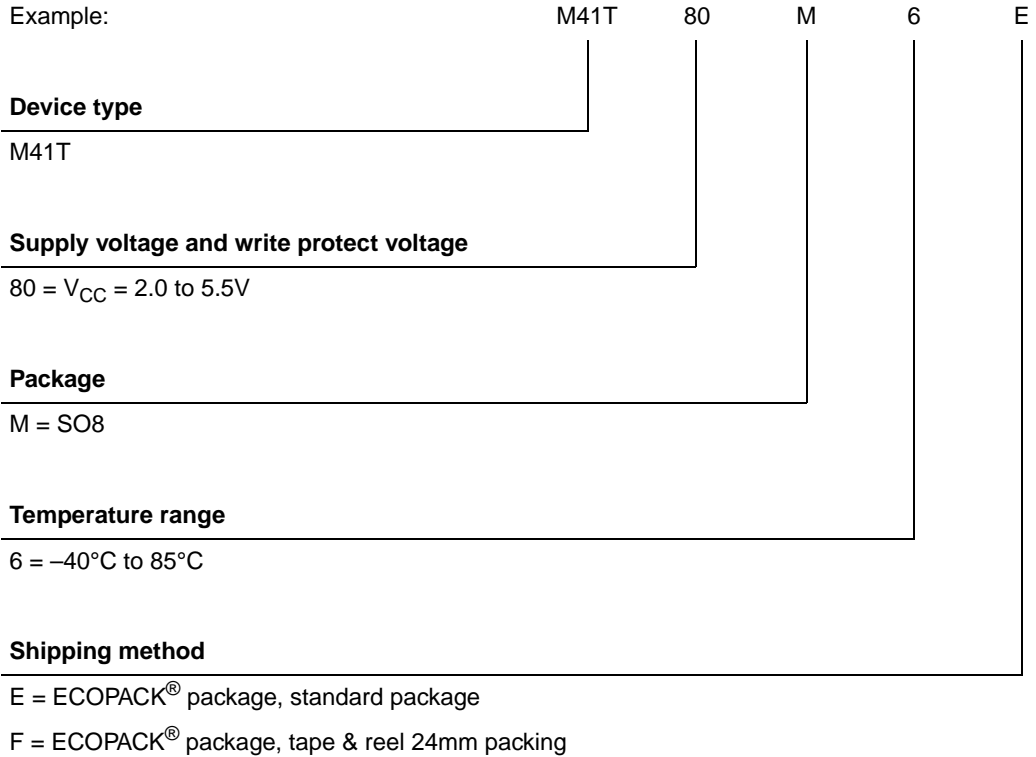 Example: M41T 80 M 6 E
Device type
M41T
Supply voltage and write protect voltage
80 = VCC = 2.0 to 5.5V
Package
M = SO8
Temperature range
6 = –40°C to 85°C
Shipping method
E = ECOPACK® package, standard package
F = ECOPACK® package, tape & reel 24mm packing